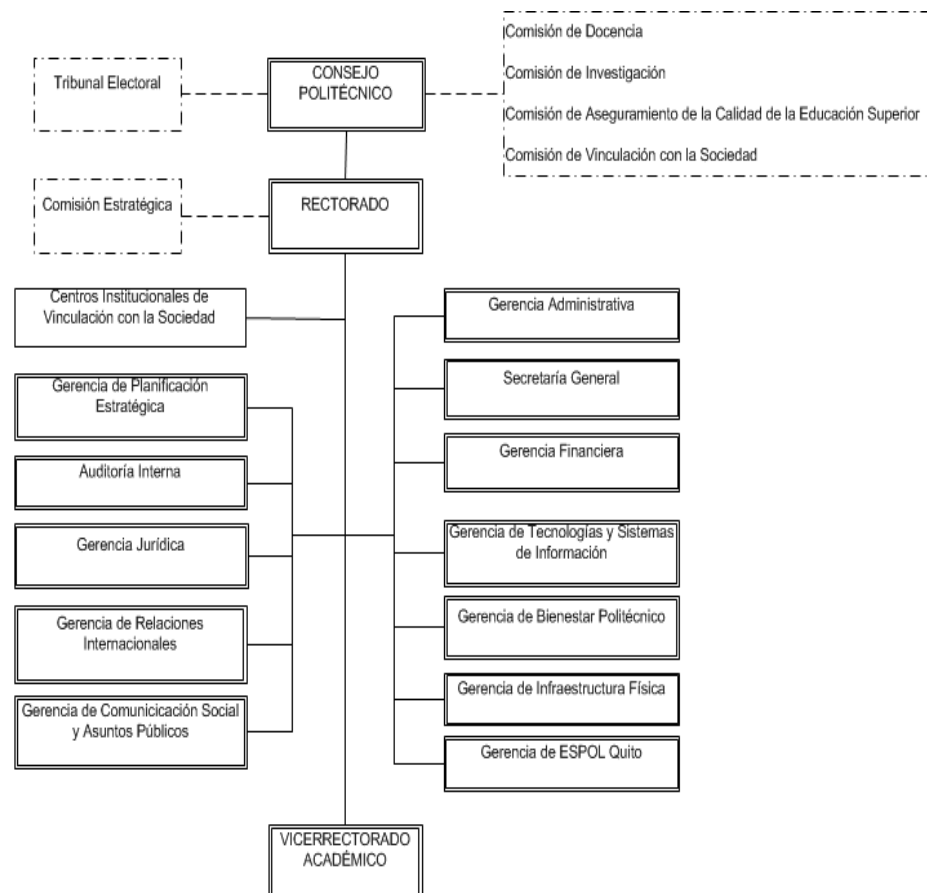 Comisión de Docencia
Tribunal Electoral
CONSEJO
POLITÉCNICO
Comisión de Investigación
Comisión de Aseguramiento de la Calidad de la Educación Superior
Comisión de Vinculación con la Sociedad
Comisión Estratégica
RECTORADO
Centros Institucionales de
Vinculación con la Sociedad
Gerencia de Planificación
Estratégica
Auditoría Interna
Gerencia Jurídica
Gerencia de Relaciones
Internacionales
Gerencia de Comunicicación Social
y Asuntos Públicos
Gerencia Administrativa
Secretaría General
Gerencia Financiera
Gerencia de Tecnologías y Sistemas
de Información
Gerencia de Bienestar Politécnico
Gerencia de Infraestructura Física
Gerencia de ESPOL Quito
VICERRECTORADO
ACADÉMICO